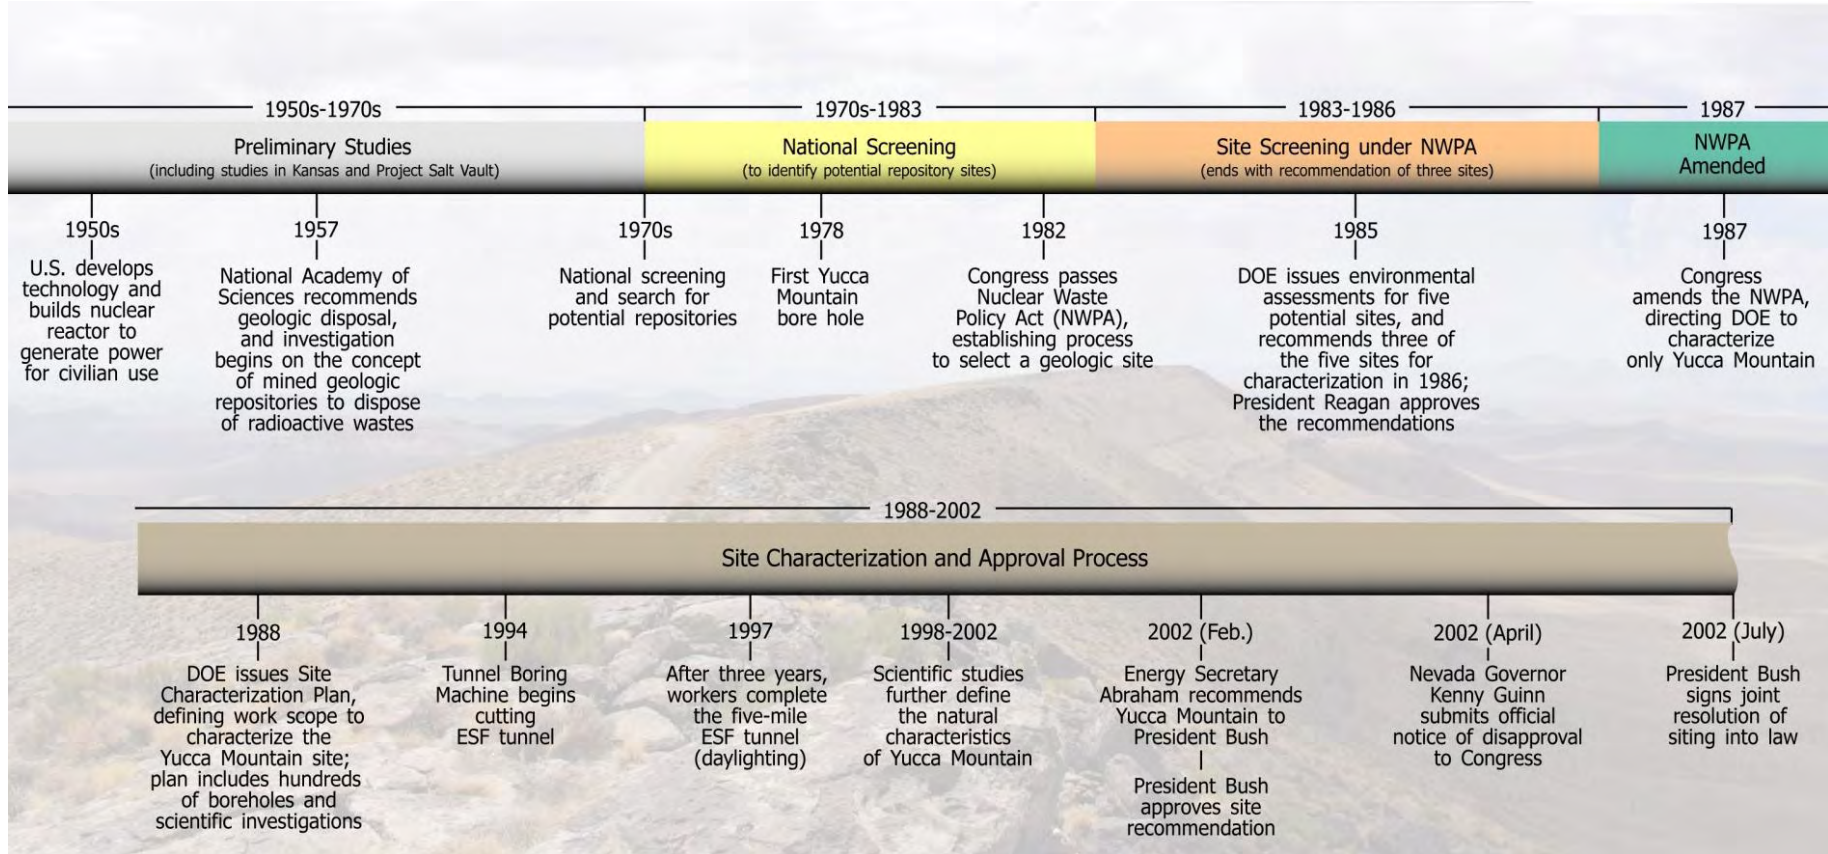 1950s-1970s
Preliminary Studies
(including studies in Kansas and Project Salt Vault)
1970s-1983
National Screening
(to identify potential repository sites)
1983-1986
Site Screening under NWPA
(ends with recommendation of three sites)
1987
NWPA
Amended
1950s
U.S. develops
technology and
builds nuclear
reactor to
generate power
for civilian use
1957
National Academy of
Sciences recommends
geologic disposal,
and investigation
begins on the concept
of mined geologic
repositories to dispose
of radioactive wastes
1970s
National screening
and search for
potential repositories
1978
First Yucca
Mountain
bore hole
1982
Congress passes
Nuclear Waste
Policy Act (NWPA),
establishing process
to select a geologic site
1985
DOE issues environmental
assessments for five
potential sites, and
recommends three of
the five sites for
characterization in 1986;
President Reagan approves
the recommendations
1987
Congress
amends the NWPA,
directing DOE to
characterize
only Yucca Mountain
1988-2002
Site Characterization and Approval Process
1988
DOE issues Site
Characterization Plan,
defining work scope to
characterize the
Yucca Mountain site;
plan includes hundreds
of boreholes and
scientific investigations
1994
Tunnel Boring
Machine begins
cutting
ESF tunnel
1997
After three years,
workers complete
the five-mile
ESF tunnel
(daylighting)
1998-2002
Scientific studies
further define
the natural
characteristics
of Yucca Mountain
2002 (Feb.)
Energy Secretary
Abraham recommends
Yucca Mountain to
President Bush
President Bush
approves site
recommendation
2002 (April)
Nevada Governor
Kenny Guinn
submits official
notice of disapproval
to Congress
2002 (July)
President Bush
signs joint
resolution of
siting into law